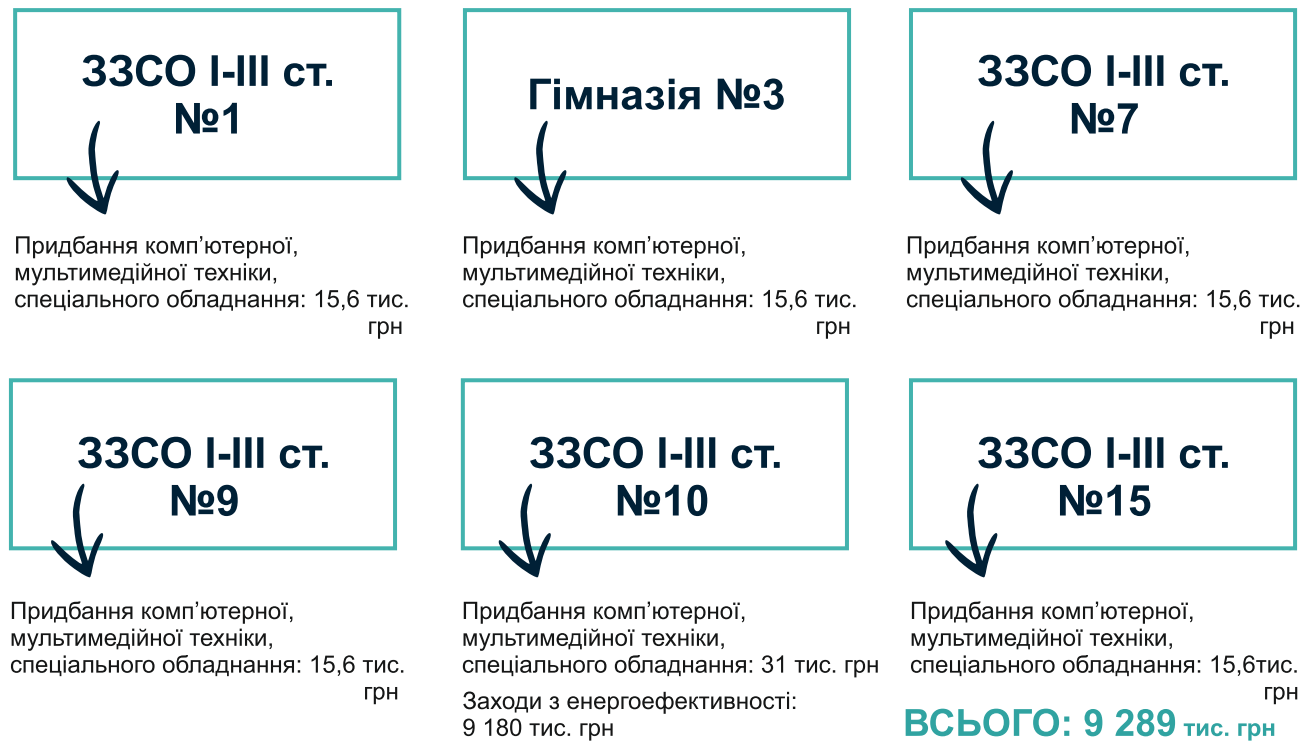 ЗЗСО І-ІІІ ст.
№1
Придбання комп’ютерної,
мультимедійної техніки,
спеціального обладнання: 15,6 тис.
грн
Гімназія №3
Придбання комп’ютерної,
мультимедійної техніки,
спеціального обладнання: 15,6 тис.
грн
ЗЗСО І-ІІІ ст.
№7
Придбання комп’ютерної,
мультимедійної техніки,
спеціального обладнання: 15,6 тис.
грн
ЗЗСО І-ІІІ ст.
№9
Придбання комп’ютерної,
мультимедійної техніки,
спеціального обладнання: 15,6 тис.
грн
ЗЗСО І-ІІІ ст.
№10
Придбання комп’ютерної,
мультимедійної техніки,
спеціального обладнання: 31 тис. грн
Заходи з енергоефективності:
9 180 тис. грн
ЗЗСО І-ІІІ ст.
№15
Придбання комп’ютерної,
мультимедійної техніки,
спеціального обладнання: 15,6тис.
грн
ВСЬОГО: 9 289 тис. грн